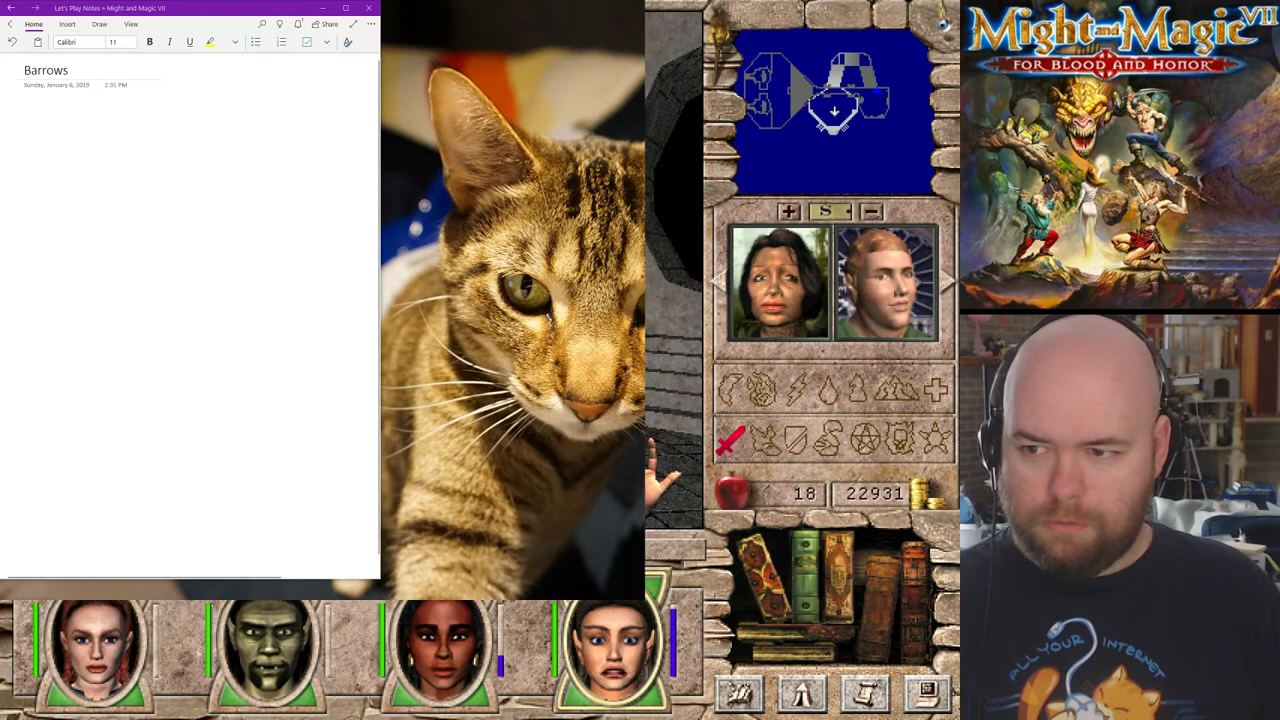 Let's Play Notes » Might and Magic VII
Home Insert Draw View Share
Calibri 11 B I U
Barrows
Sunday, January 6, 2019 2:31 PM
S
18 22931
Might and Magic VII
FOR BLOOD AND HONOR
ALL YOUR INTERNET